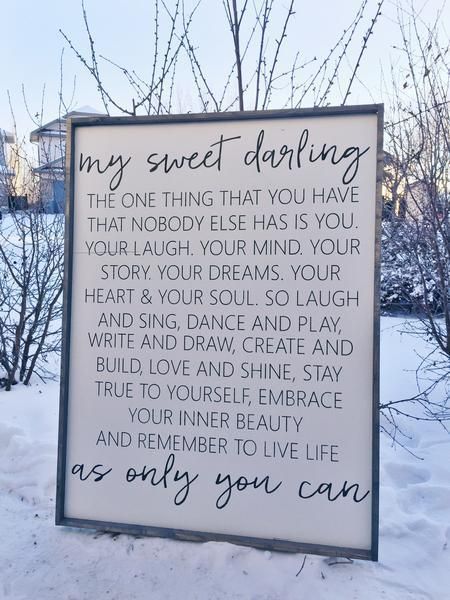 my sweet darling
THE ONE THING THAT YOU HAVE
THAT NOBODY ELSE HAS IS YOU.
YOUR LAUGH. YOUR MIND. YOUR
STORY. YOUR DREAMS. YOUR
HEART & YOUR SOUL. SO LAUGH
AND SING, DANCE AND PLAY,
WRITE AND DRAW, CREATE AND
BUILD, LOVE AND SHINE, STAY
TRUE TO YOURSELF, EMBRACE
YOUR INNER BEAUTY
AND REMEMBER TO LIVE LIFE
as only you can